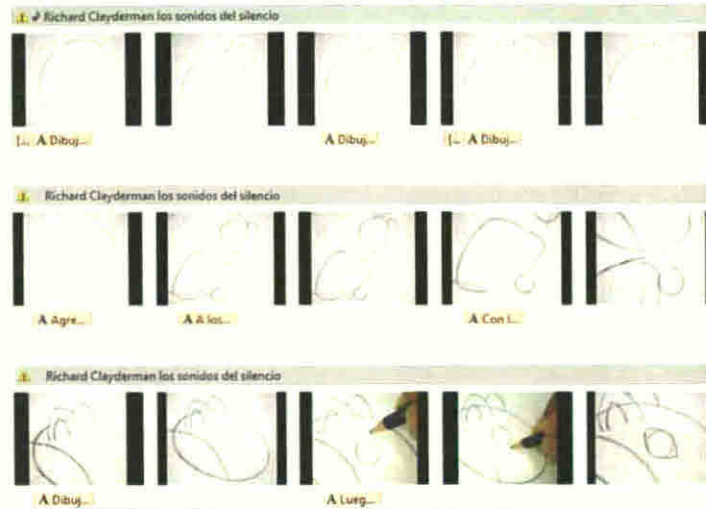 Richard Clayderman los sonidos del silencio
[... A Dibuj... A Dibuj... [... A Dibuj...
Richard Clayderman los sonidos del silencio
A Agre... A A los... A Con l...
Richard Clayderman los sonidos del silencio
A Dibuj... A Lueg...